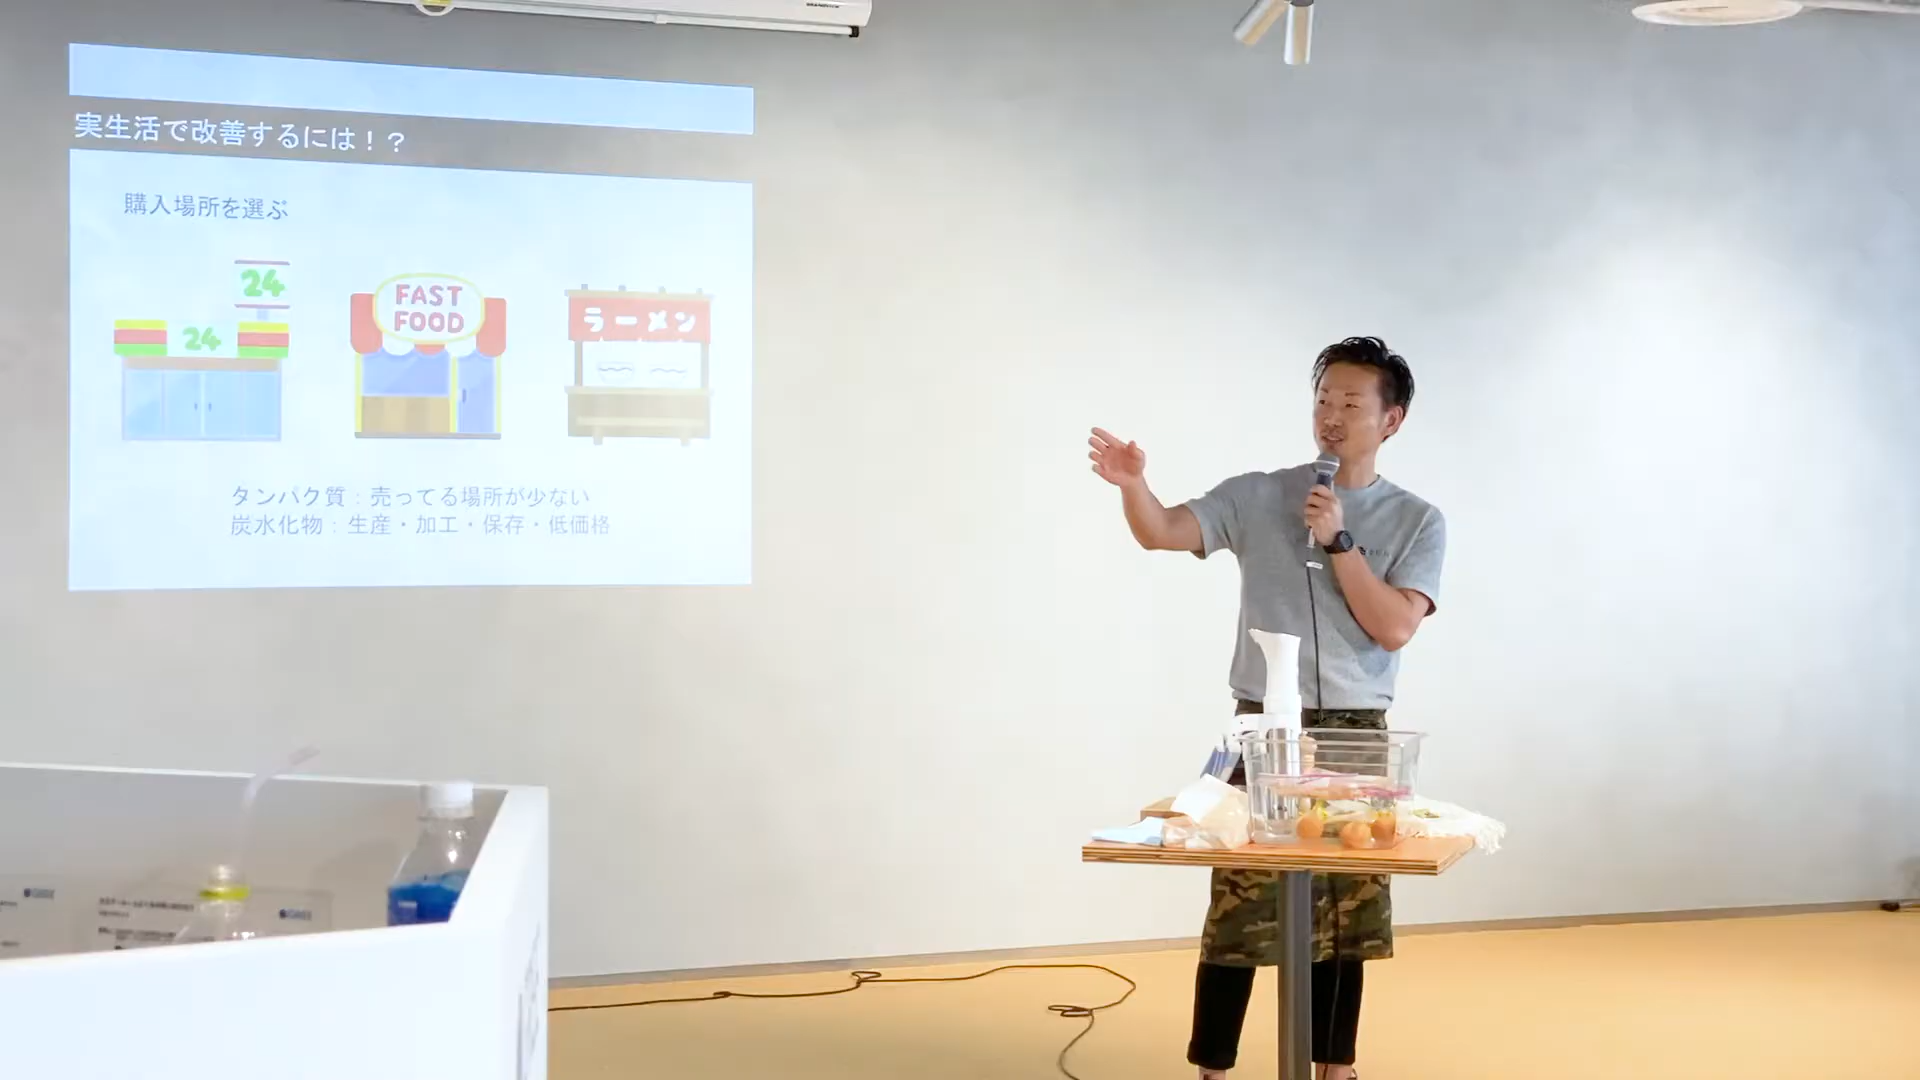 実生活で改善するには！？
購入場所を選ぶ
24
24
FAST
FOOD
ラーメン
タンパク質：売ってる場所が少ない
炭水化物：生産・加工・保存・低価格